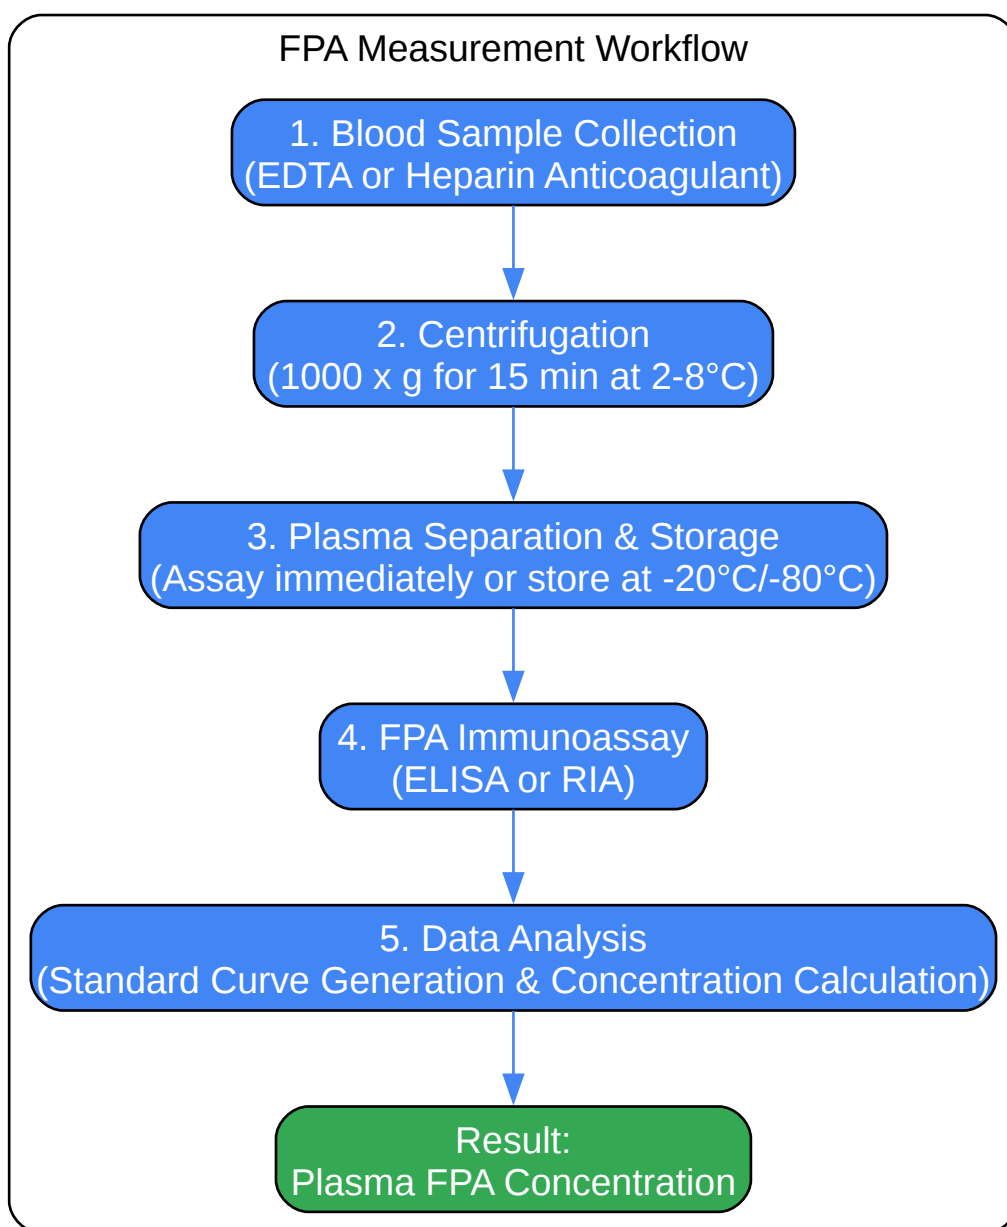 FPA Measurement Workflow
1. Blood Sample Collection
(EDTA or Heparin Anticoagulant)
2. Centrifugation
(1000 x g for 15 min at 2-8°C)
3. Plasma Separation & Storage
(Assay immediately or store at -20°C/-80°C)
4. FPA Immunoassay
(ELISA or RIA)
5. Data Analysis
(Standard Curve Generation & Concentration Calculation)
Result:
Plasma FPA Concentration